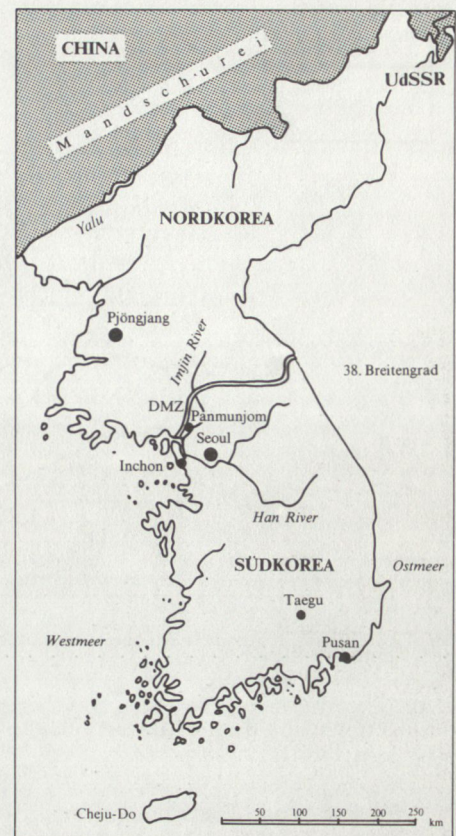 CHINA
Mandschurei
UdSSR
Yalu
NORDKOREA
Pjöngjang
Imjin River
38. Breitengrad
DMZ
Panmunjom
Seoul
Inchon
Han River
SÜDKOREA
Ostmeer
Taegu
Westmeer
Pusan
Cheju-Do
50 100 150 200 250
km